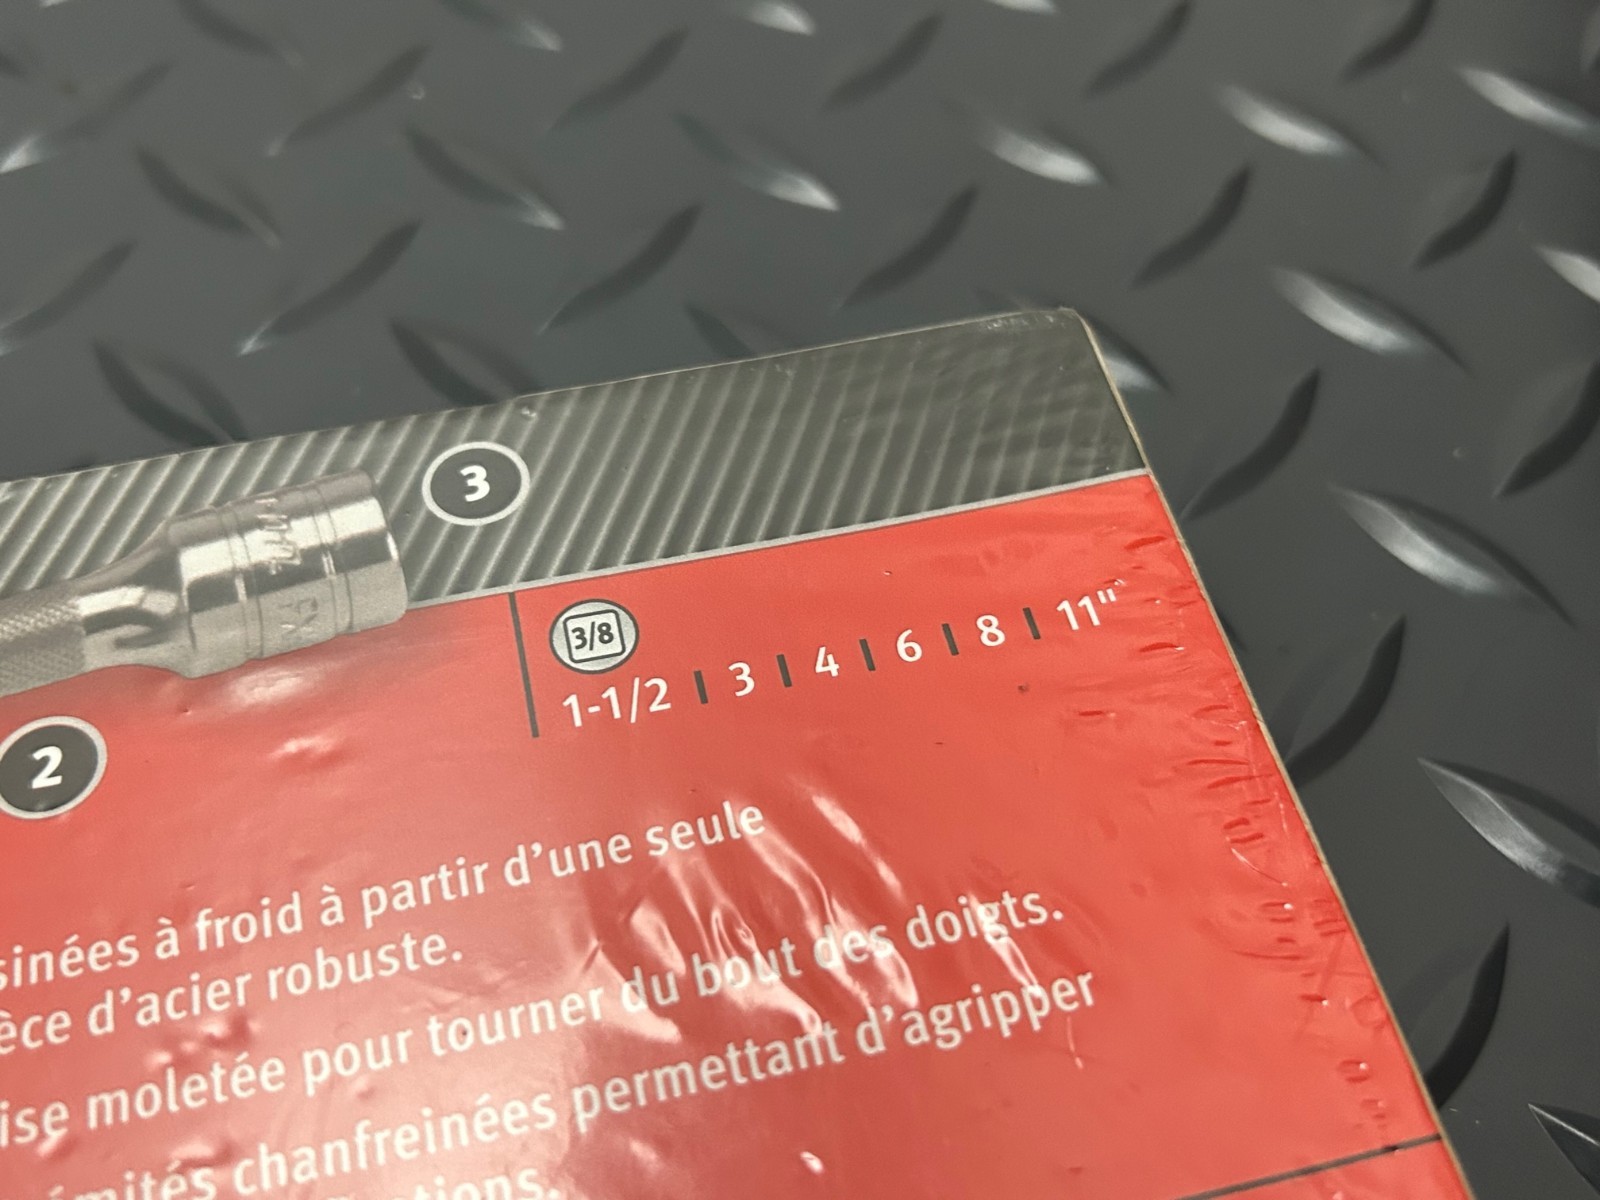 3
3/8
1-1/2 | 3 | 4 | 6 | 8 | 11"
2
sinées à froid à partir d'une seule
èce d'acier robuste.
ise moletée pour tourner du bout des doigts.
mités chanfreinées permettant d'agripper
tions.